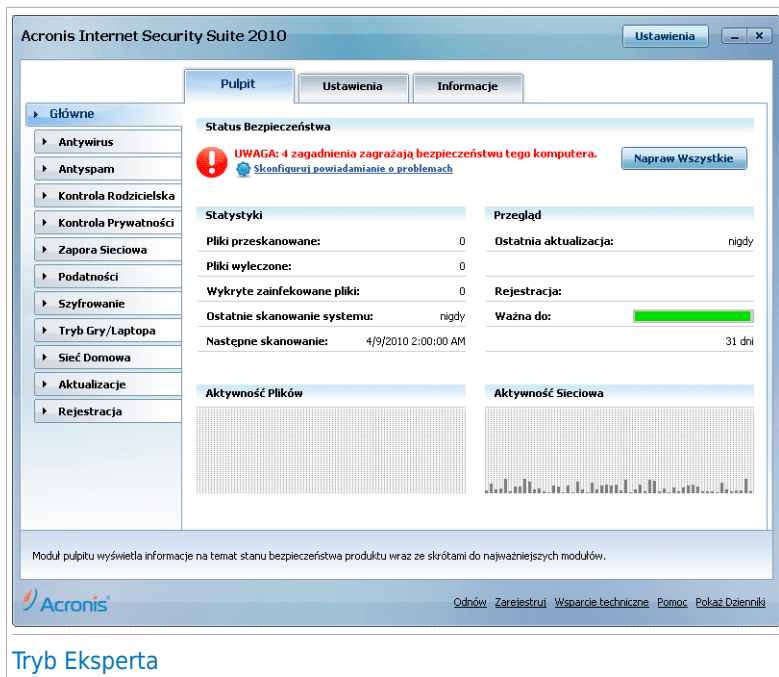 Acronis Internet Security Suite 2010
Ustawienia
Pulpit
Ustawienia
Informacje
Główne
Antywirus
Antyspam
Kontrola Rodzicielska
Kontrola Prywatności
Zapora Sieciowa
Podatności
Szyfrowanie
Tryb Gry/Laptopa
Sieć Domowa
Aktualizacje
Rejestracja
Status Bezpieczeństwa
UWAGA: 4 zagadnienia zagrażają bezpieczeństwu tego komputera.
Skonfiguruj powiadamianie o problemach
Napraw Wszystkie
Statystyki
Pliki przeskanowane: 0
Pliki wyleczone: 0
Wykryte zainfekowane pliki: 0
Ostatnie skanowanie systemu: nigdy
Następne skanowanie: 4/9/2010 2:00:00 AM
Przegląd
Ostatnia aktualizacja: nigdy
Rejestracja:
Ważna do:
31 dni
Aktywność Plików
Aktywność Sieciowa
Moduł pulpitu wyświetla informacje na temat stanu bezpieczeństwa produktu wraz ze skrótami do najważniejszych modułów.
Acronis
Odnów Zarejestruj Wsparcie techniczne Pomoc Pokaż Dzienniki
Tryb Eksperta